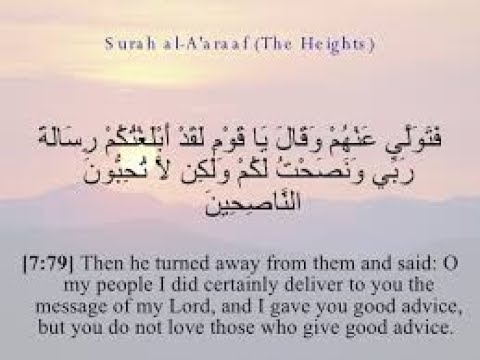 Surah al-A'araaf (The Heights)
فَتَوَلَّي عَنْهُمْ وَقَالَ يَا قَوْمِ لَقَدْ أَبْلَغْتُكُمْ رِسَالَةَ
رَبِّي وَنَصَحْتُ لَكُمْ وَلَكِن لاَّ تُحِبُّونَ
النَّاصِحِينَ
[7:79] Then he turned away from them and said: O
my people I did certainly deliver to you the
message of my Lord, and I gave you good advice,
but you do not love those who give good advice.